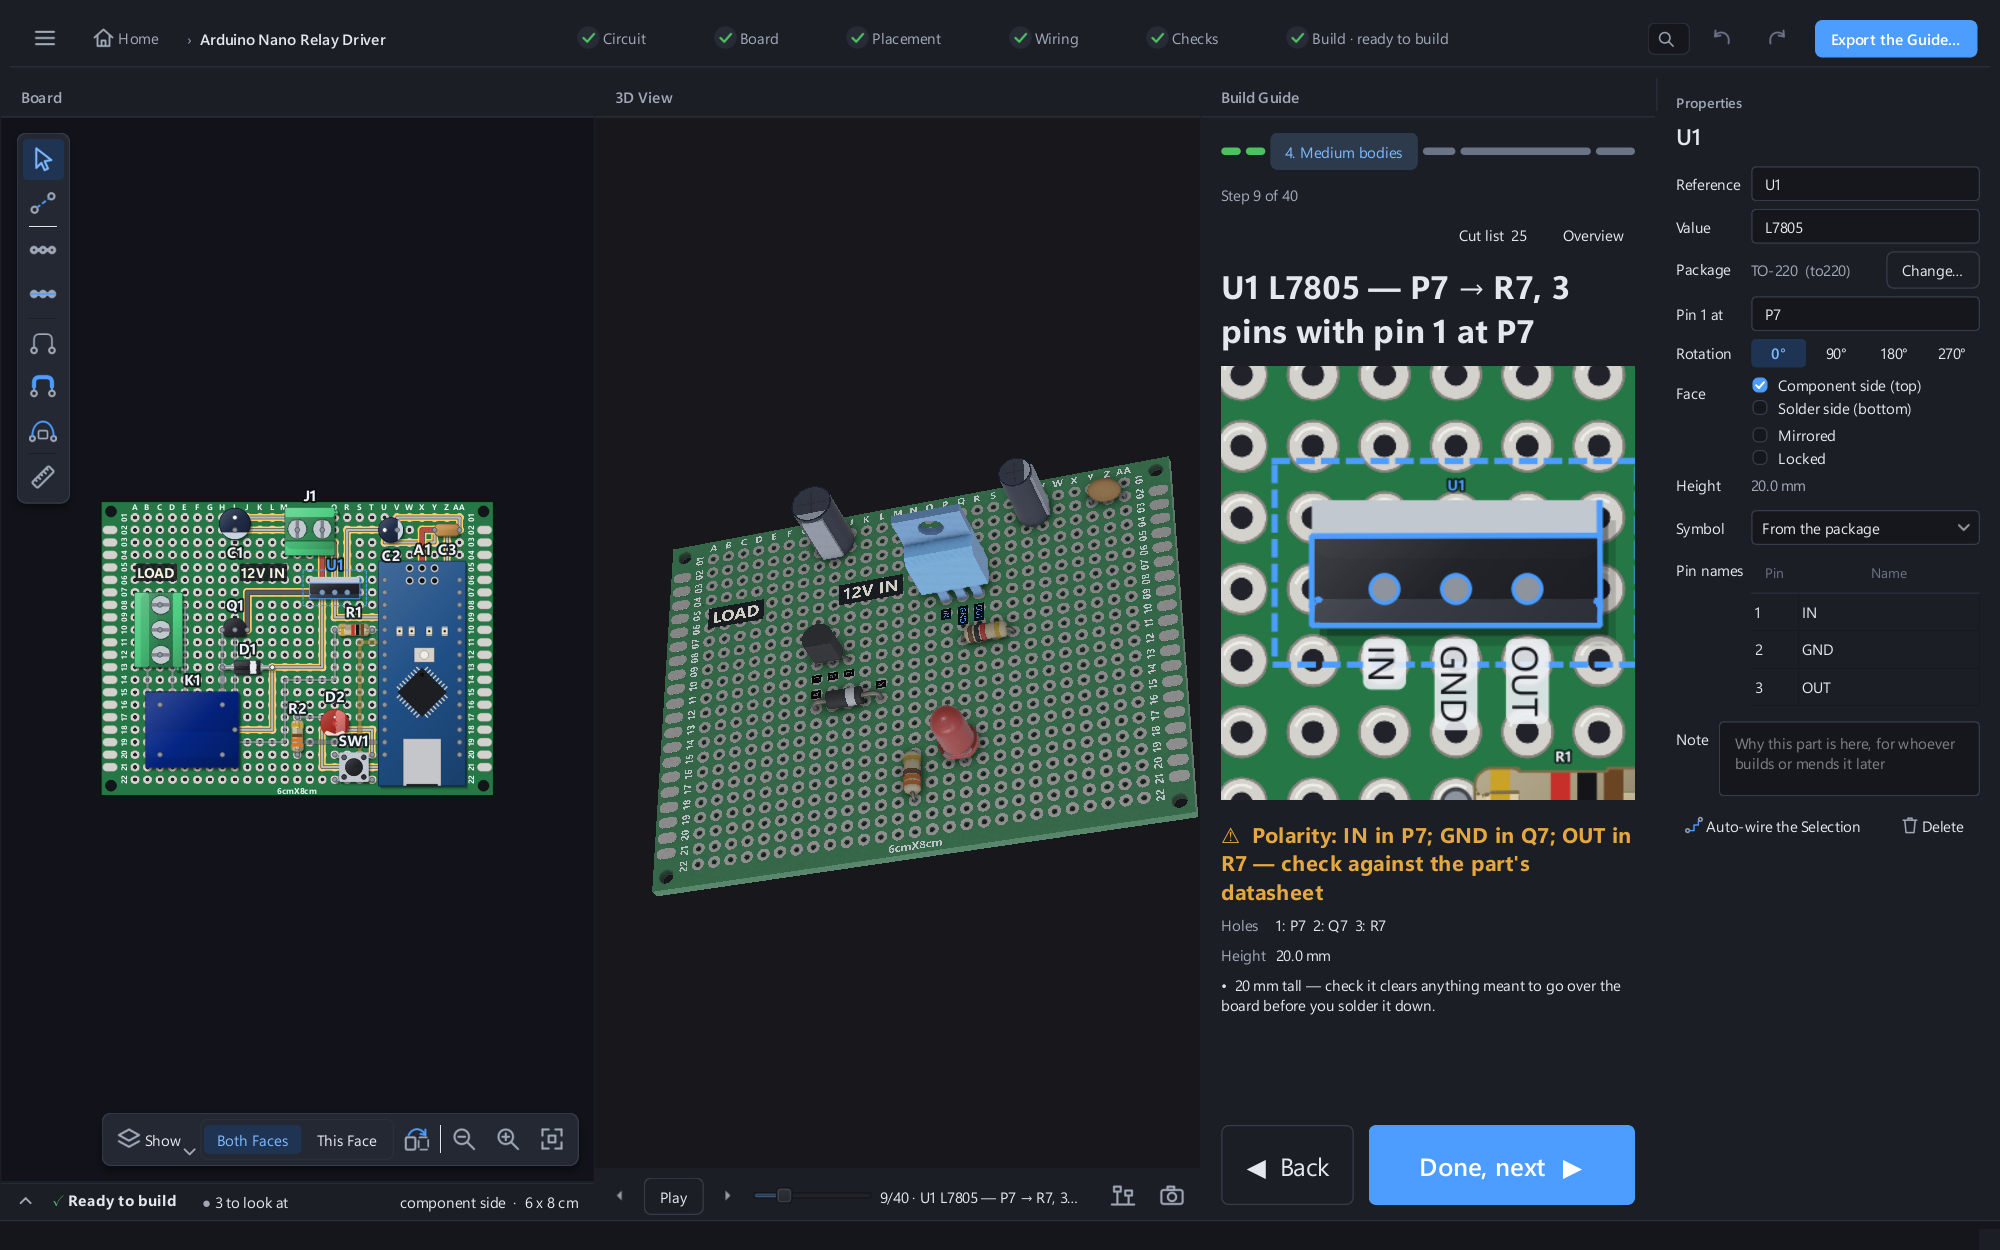 Home › Arduino Nano Relay Driver
Circuit
Board
Placement
Wiring
Checks
Build · ready to build
Export the Guide...
Board
3D View
Build Guide
Properties
J1
C1
C2
A1
C3
U1
LOAD
12V IN
Q1
R1
D1
K1
D2
R2
SW1
6cmX8cm
Show
Both Faces
This Face
Ready to build
3 to look at
component side · 6 x 8 cm
LOAD
12V IN
6cmX8cm
Play
9/40 · U1 L7805 — P7 → R7, 3...
4. Medium bodies
Step 9 of 40
Cut list 25
Overview
U1 L7805 — P7 → R7, 3
pins with pin 1 at P7
U1
IN
GND
OUT
R1
⚠ Polarity: IN in P7; GND in Q7; OUT in
R7 — check against the part's
datasheet
Holes 1: P7 2: Q7 3: R7
Height 20.0 mm
• 20 mm tall — check it clears anything meant to go over the
board before you solder it down.
◀ Back
Done, next ▶
U1
Reference U1
Value L7805
Package TO-220 (to220) Change...
Pin 1 at P7
Rotation 0° 90° 180° 270°
Face Component side (top)
Solder side (bottom)
Mirrored
Locked
Height 20.0 mm
Symbol From the package
Pin names Pin Name
1 IN
2 GND
3 OUT
Note Why this part is here, for whoever
builds or mends it later
Auto-wire the Selection
Delete